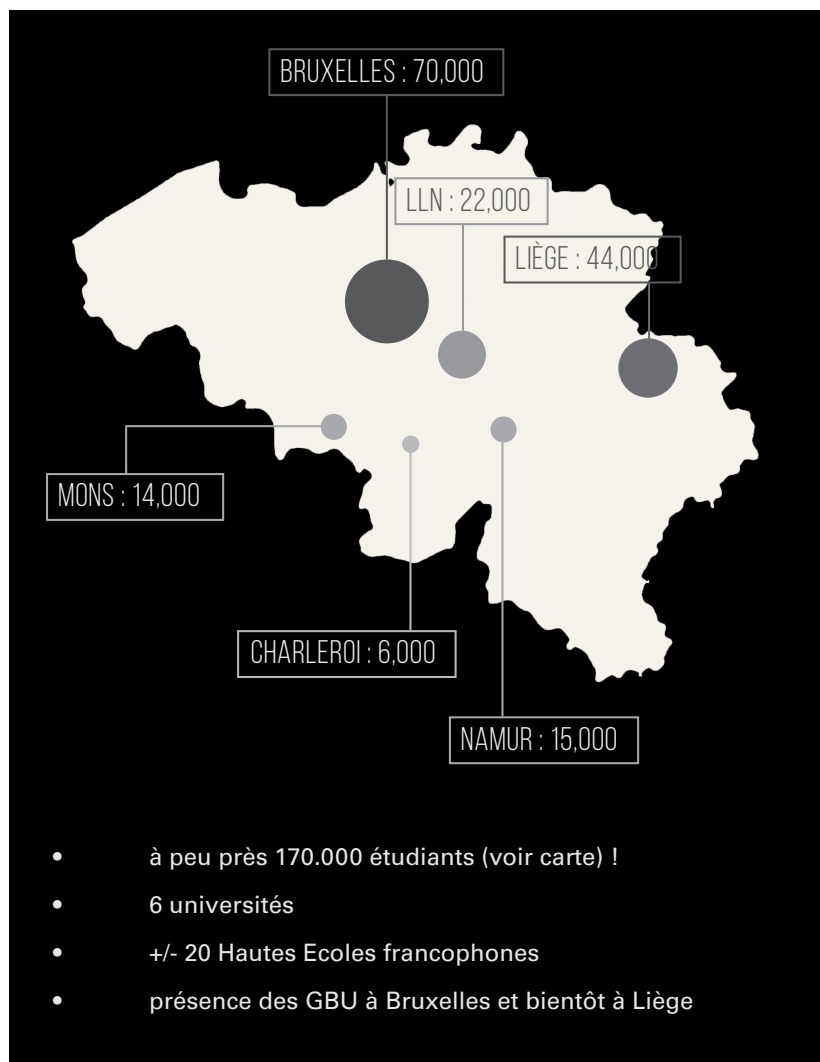 BRUXELLES : 70,000
LLN : 22,000
LIÈGE : 44,000
MONS : 14,000
CHARLEROI : 6,000
NAMUR : 15,000
• à peu près 170.000 étudiants (voir carte) !
• 6 universités
• +/- 20 Hautes Ecoles francophones
• présence des GBU à Bruxelles et bientôt à Liège